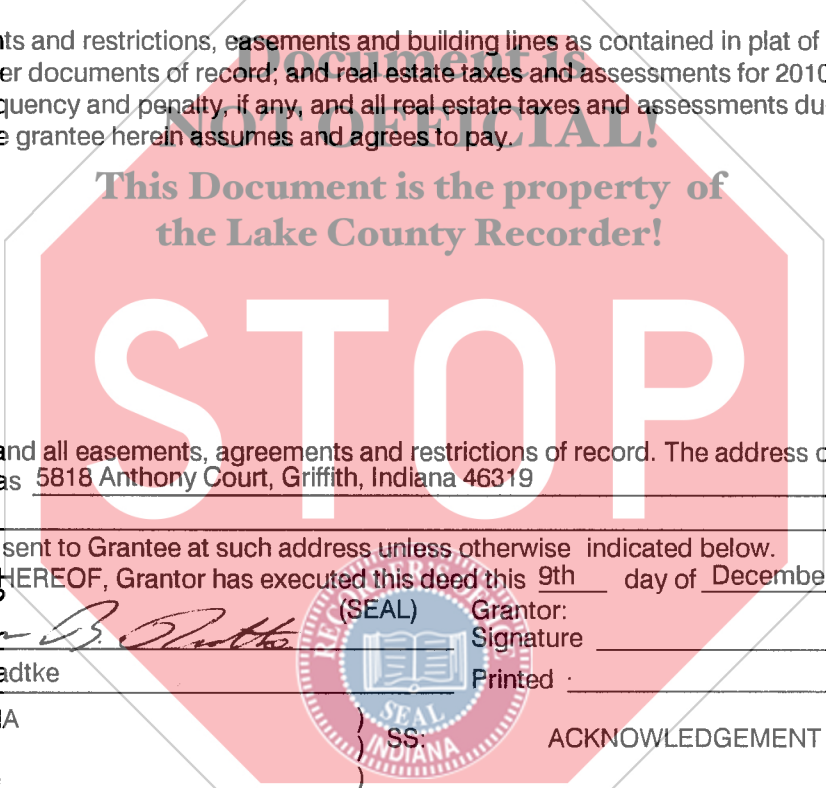 ts and restrictions, easements and building lines as contained in plat of
Document is
er documents of record; and real estate taxes and assessments for 2010
quency and penalty, if any, and all real estate taxes and assessments du
NOT OFFICIAL!
e grantee herein assumes and agrees to pay.
This Document is the property of
the Lake County Recorder!
STOP
and all easements, agreements and restrictions of record. The address o
as 5818 Anthony Court, Griffith, Indiana 46319
sent to Grantee at such address unless otherwise indicated below.
HEREOF, Grantor has executed this deed this 9th day of Decembe
(SEAL) Grantor:
Signature
adtke Printed
IA
SS: ACKNOWLEDGEMENT
SEAL
INDIANA